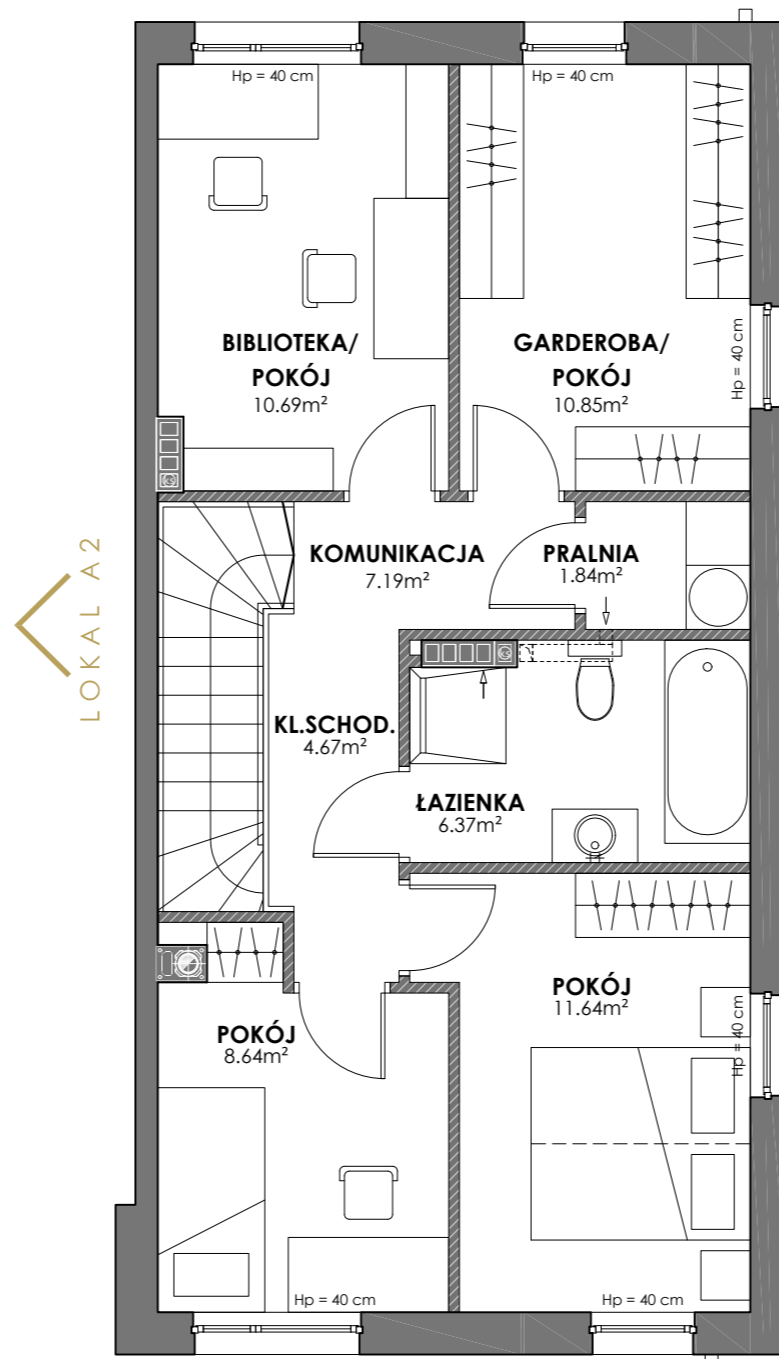 Hp = 40 cm
Hp = 40 cm
BIBLIOTEKA/
POKÓJ
10.69m²
GARDEROBA/
POKÓJ
10.85m²
Hp = 40 cm
KOMUNIKACJA
7.19m²
PRALNIA
1.84m²
LOKAL A2
KL.SCHOD.
4.67m²
ŁAZIENKA
6.37m²
POKÓJ
11.64m²
POKÓJ
8.64m²
Hp = 40 cm
Hp = 40 cm
Hp = 40 cm